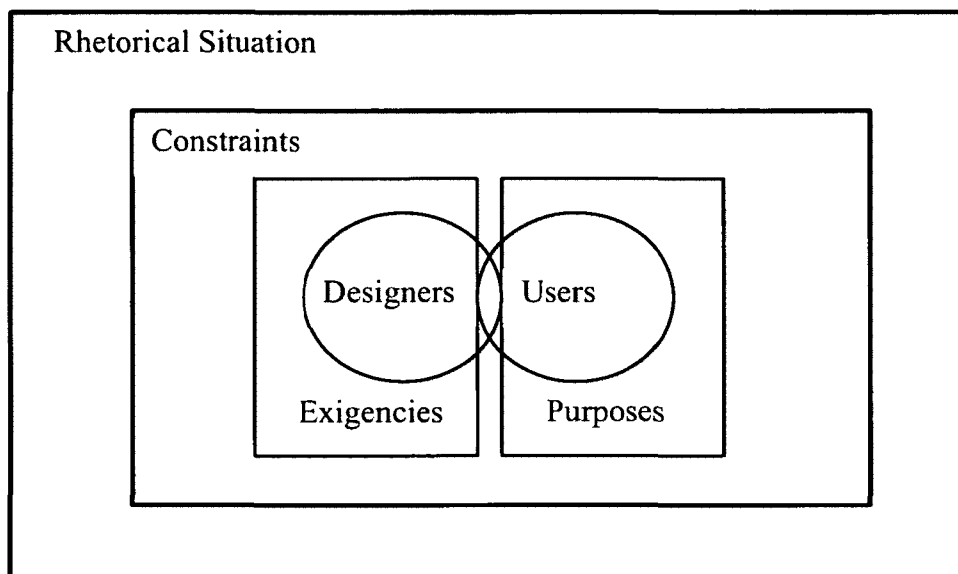 Rhetorical Situation
Constraints
Designers
Users
Exigencies
Purposes